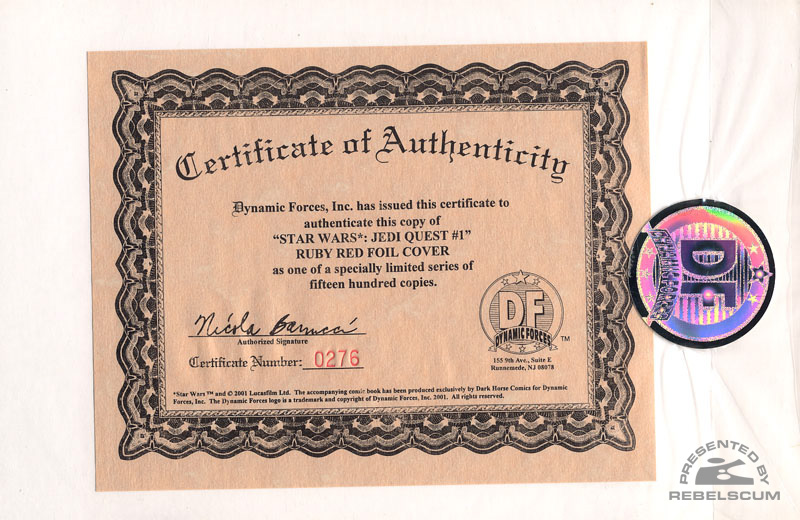 Certificate of Authenticity
Dynamic Forces, Inc. has issued this certificate to
authenticate this copy of
"STAR WARS*: JEDI QUEST #1"
RUBY RED FOIL COVER
as one of a specially limited series of
fifteen hundred copies.
Nicola Barucci
Authorized Signature
Certificate Number: 0276
DF
DYNAMIC FORCES
TM
155 9th Ave., Suite E
Runnemede, NJ 08078
*Star Wars ™ and © 2001 Lucasfilm Ltd. The accompanying comic book has been produced exclusively by Dark Horse Comics for Dynamic
Forces, Inc. The Dynamic Forces logo is a trademark and copyright of Dynamic Forces, Inc. 2001. All rights reserved.
DF
DYNAMIC FORCES
PRESENTED BY
REBELSCUM